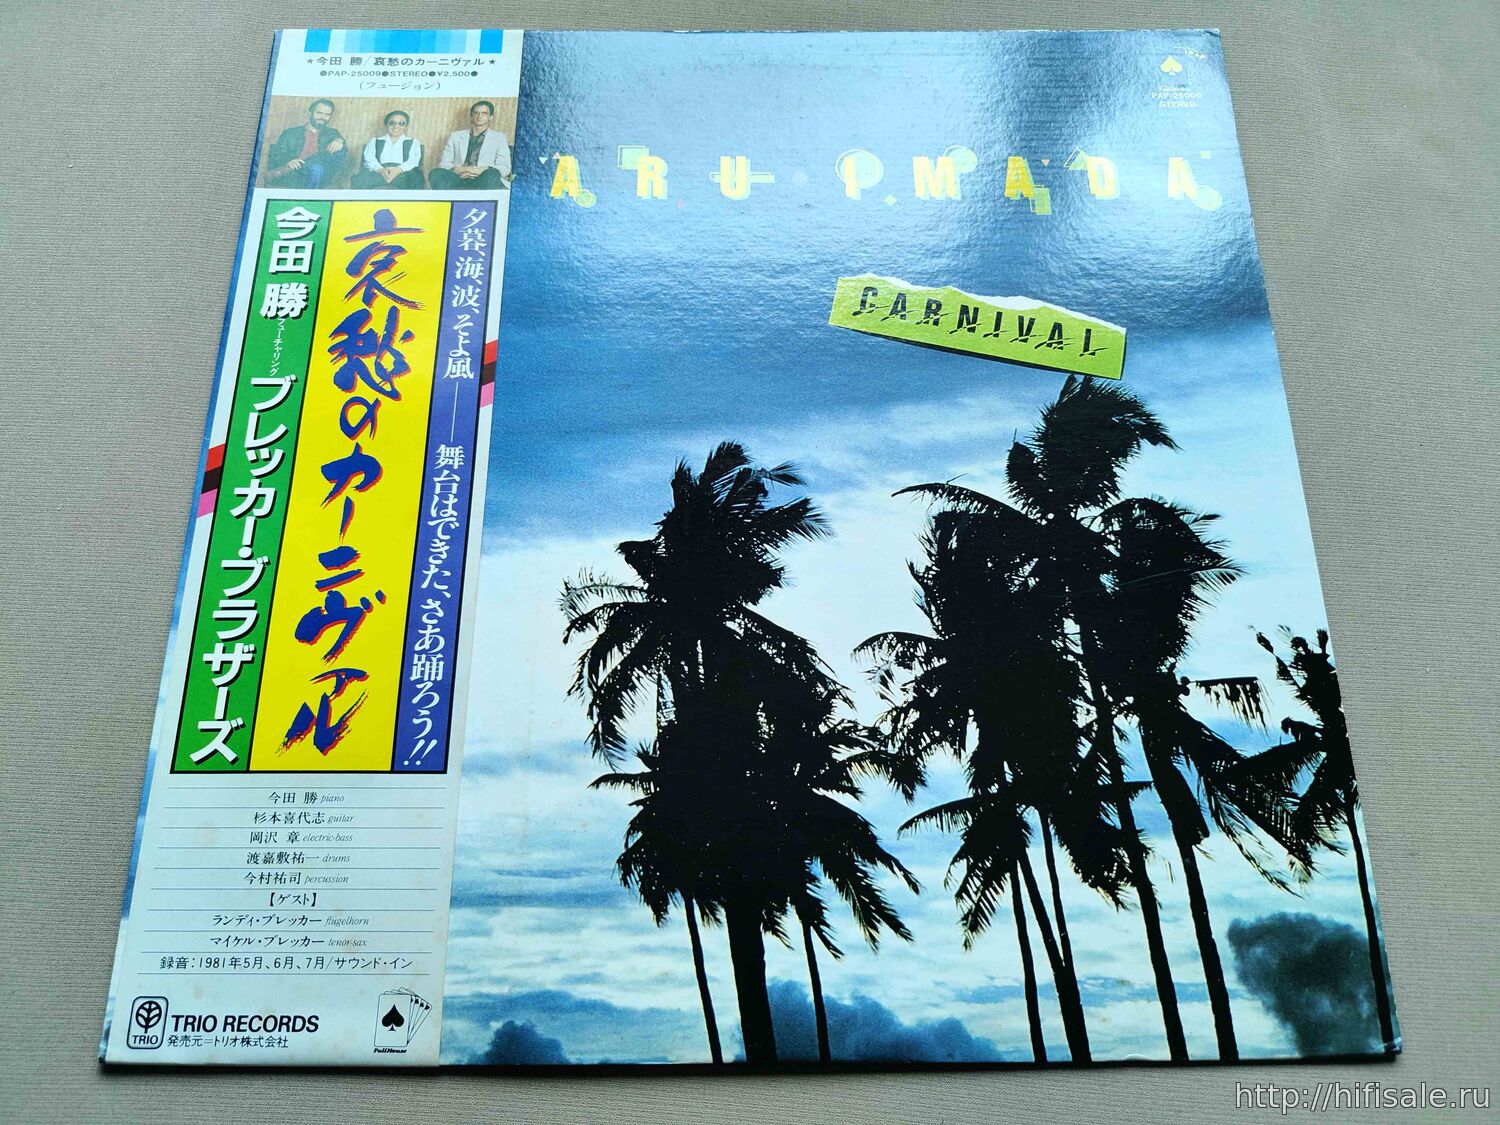 ★今田 勝/哀愁のカーニヴァル★
●PAP-25009●STEREO●¥2,500●
(フュージョン)
夕暮、海、波、そよ風――舞台はできた、さあ踊ろう!!
哀愁のカーニヴァル
今田 勝
フューチャリング
ブレッカー・ブラザーズ
今田 勝 piano
杉本喜代志 guitar
岡沢 章 electric-bass
渡嘉敷祐一 drums
今村祐司 percussion
【ゲスト】
ランディ・ブレッカー flugelhorn
マイケル・ブレッカー tenor-sax
録音:1981年5月、6月、7月/サウンド・イン
TRIO
TRIO RECORDS
発売元=トリオ株式会社
FullHouse
FullHouse
PAP-25009
STEREO
ARU IMADA
CARNIVAL
http://hifisale.ru